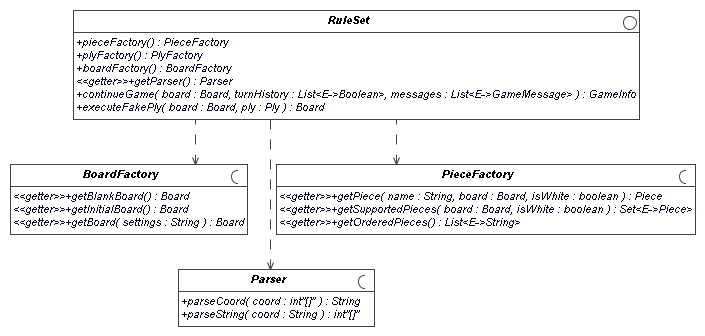 RuleSet
+pieceFactory() : PieceFactory
+plyFactory() : PlyFactory
+boardFactory() : BoardFactory
<<getter>>+getParser() : Parser
+continueGame( board : Board, turnHistory : List<E->Boolean>, messages : List<E->GameMessage> ) : GameInfo
+executeFakePly( board : Board, ply : Ply ) : Board
BoardFactory
<<getter>>+getBlankBoard() : Board
<<getter>>+getInitialBoard() : Board
<<getter>>+getBoard( settings : String ) : Board
PieceFactory
<<getter>>+getPiece( name : String, board : Board, isWhite : boolean ) : Piece
<<getter>>+getSupportedPieces( board : Board, isWhite : boolean ) : Set<E->Piece>
<<getter>>+getOrderedPieces() : List<E->String>
Parser
+parseCoord( coord : int"[]" ) : String
+parseString( coord : String ) : int"[]"